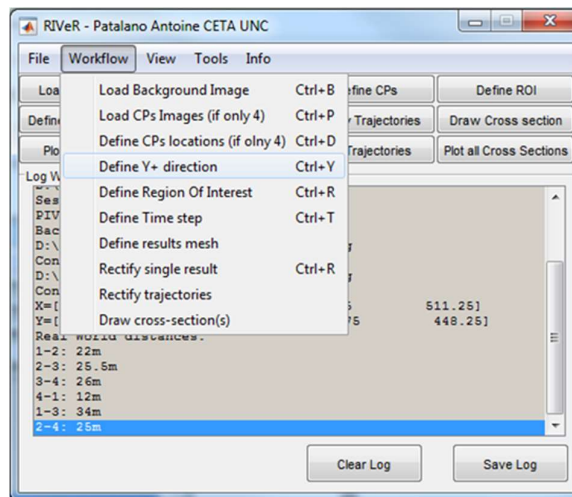 RIVeR - Patalano Antoine CETA UNC
File Workflow View Tools Info
Load Background Image Ctrl+B
Load CPs Images (if only 4) Ctrl+P
Define CPs locations (if olny 4) Ctrl+D
Define Y+ direction Ctrl+Y
Define Region Of Interest Ctrl+R
Define Time step Ctrl+T
Define results mesh
Rectify single result Ctrl+R
Rectify trajectories
Draw cross-section(s)
Loa efine CPs Define ROI
Define Trajectories Draw Cross section
Plo Trajectories Plot all Cross Sections
Log W
Ses
PIV
Bac
D:\
Con
D:\
Con
X=[ 511.25]
Y=[ 75 448.25]
Real world distances:
1-2: 22m
2-3: 25.5m
3-4: 26m
4-1: 12m
1-3: 34m
2-4: 25m
Clear Log Save Log